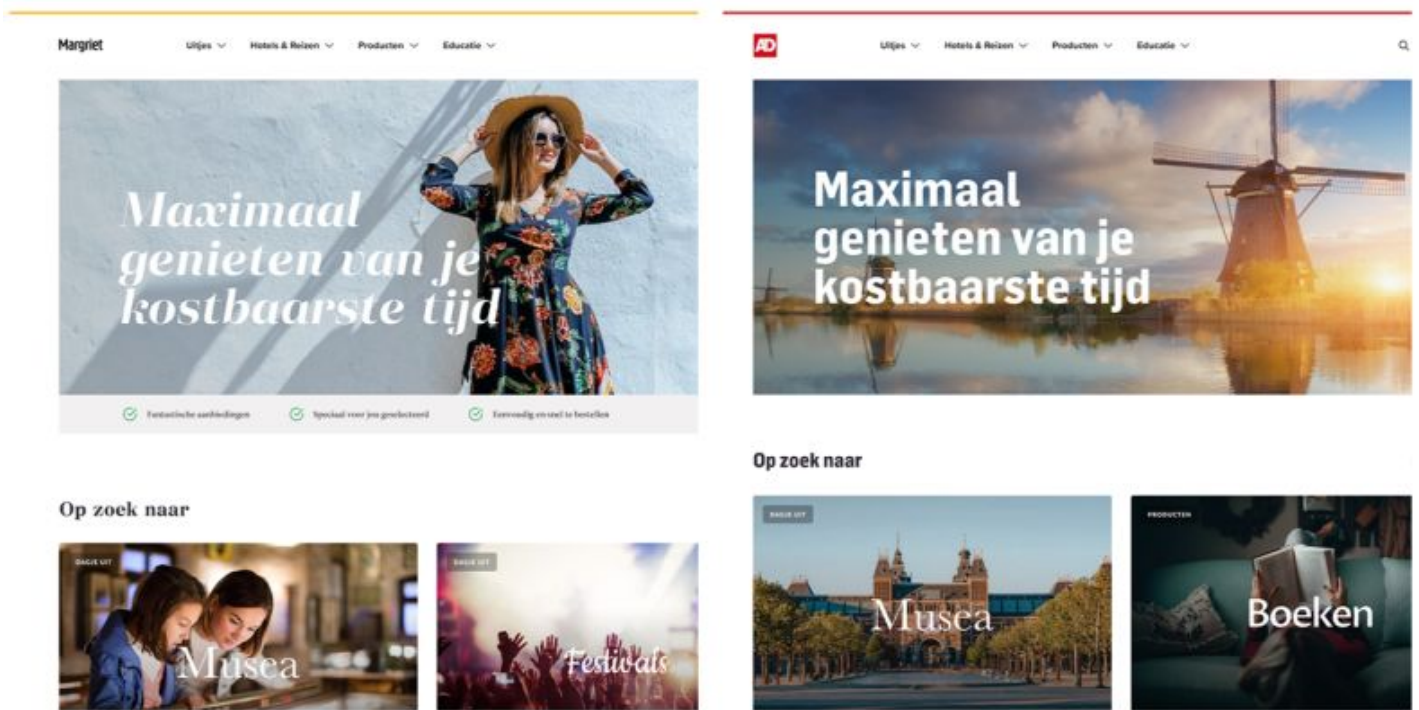 Margriet
Uitjes
Hotels & Reizen
Producten
Educatie
Maximaal
genieten van je
kostbaarste tijd
Fantastische aanbiedingen
Speciaal voor jou geselecteerd
Eenvoudig en snel te bestellen
Op zoek naar
DAGJE UIT
Musea
DAGJE UIT
Festivals
AD
Uitjes
Hotels & Reizen
Producten
Educatie
Maximaal
genieten van je
kostbaarste tijd
Op zoek naar
DAGJE UIT
Musea
PRODUCTEN
Boeken